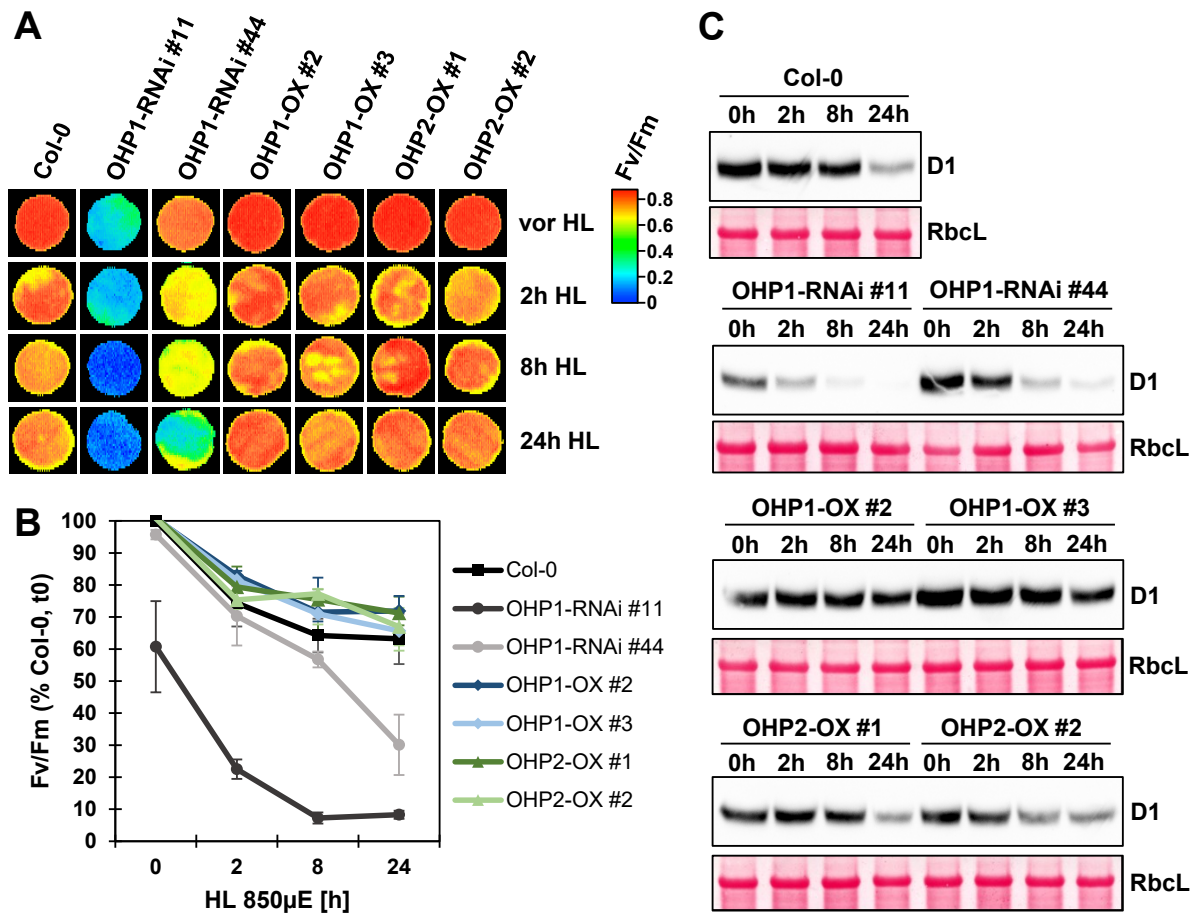 A
Col-0
OHP1-RNAi #11
OHP1-RNAi #44
OHP1-OX #2
OHP1-OX #3
OHP2-OX #1
OHP2-OX #2
vor HL
2h HL
8h HL
24h HL
Fv/Fm
0.8
0.6
0.4
0.2
0
B
Fv/Fm (% Col-0, t0)
100
90
80
70
60
50
40
30
20
10
0
0 2 8 24
HL 850µE [h]
Col-0
OHP1-RNAi #11
OHP1-RNAi #44
OHP1-OX #2
OHP1-OX #3
OHP2-OX #1
OHP2-OX #2
C
Col-0
0h 2h 8h 24h
D1
RbcL
OHP1-RNAi #11 OHP1-RNAi #44
0h 2h 8h 24h 0h 2h 8h 24h
D1
RbcL
OHP1-OX #2 OHP1-OX #3
0h 2h 8h 24h 0h 2h 8h 24h
D1
RbcL
OHP2-OX #1 OHP2-OX #2
0h 2h 8h 24h 0h 2h 8h 24h
D1
RbcL